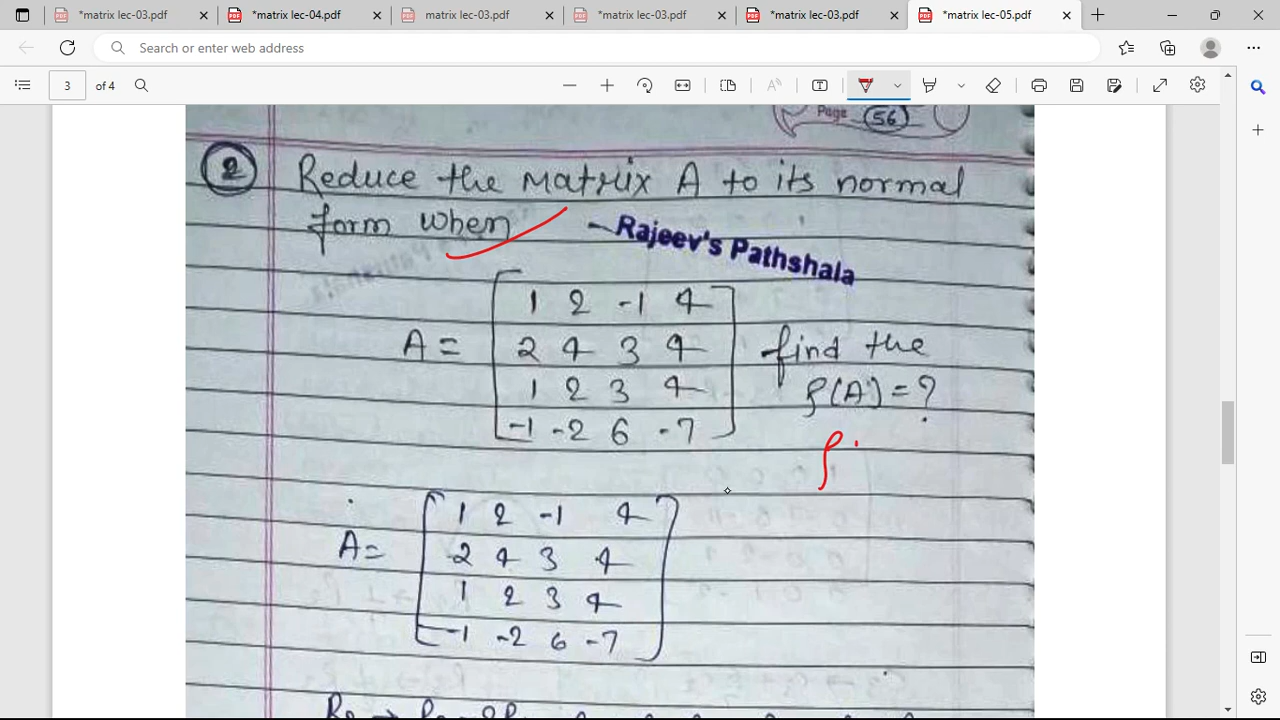 *matrix lec-03.pdf
*matrix lec-04.pdf
matrix lec-03.pdf
*matrix lec-03.pdf
*matrix lec-03.pdf
*matrix lec-05.pdf
Search or enter web address
3 of 4
Page 56
2 Reduce the Matrix A to its normal
form when - Rajeev's Pathshala
1 2 -1 4
A = 2 4 3 4 find the
1 2 3 4 ρ(A) = ?
-1 -2 6 -7
ρ
1 2 -1 4
A = 2 4 3 4
1 2 3 4
-1 -2 6 -7